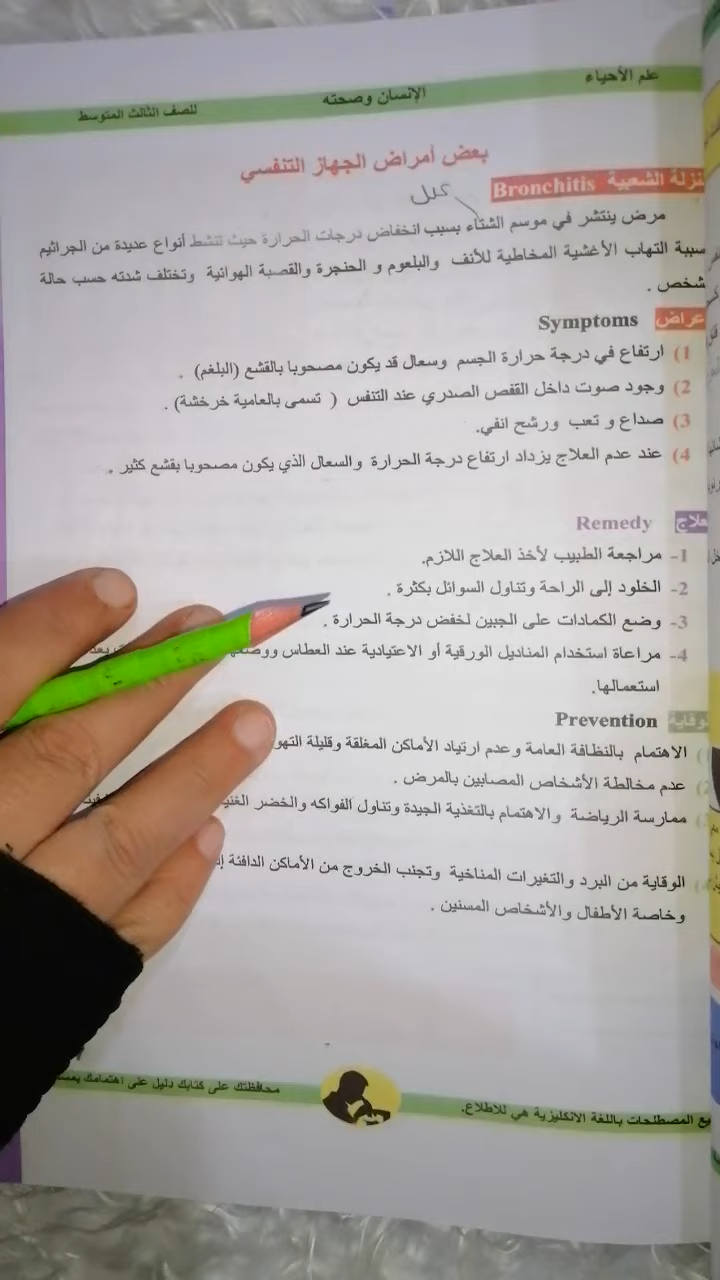 علم الأحياء
الإنسان وصحته
للصف الثالث المتوسط
بعض أمراض الجهاز التنفسي
الشعبية Bronchitis
علل
مرض ينتشر في موسم الشتاء بسبب انخفاض درجات الحرارة حيث تنشط أنواع عديدة من الجراثيم
التهاب الأغشية المخاطية للأنف والبلعوم و الحنجرة والقصبة الهوائية وتختلف شدته حسب حالة
شخص .
Symptoms
1) ارتفاع في درجة حرارة الجسم وسعال قد يكون مصحوبا بالقشع (البلغم) .
2) وجود صوت داخل القفص الصدري عند التنفس ( تسمى بالعامية خرخشة) .
3) صداع و تعب ورشح انفي.
4) عند عدم العلاج يزداد ارتفاع درجة الحرارة والسعال الذي يكون مصحوبا بقشع كثير .
Remedy
1- مراجعة الطبيب لأخذ العلاج اللازم.
2- الخلود إلى الراحة وتناول السوائل بكثرة .
3- وضع الكمادات على الجبين لخفض درجة الحرارة .
4- مراعاة استخدام المناديل الورقية أو الاعتيادية عند العطاس
استعمالها.
Prevention
الاهتمام بالنظافة العامة وعدم ارتياد الأماكن المغلقة وقليلة
عدم مخالطة الأشخاص المصابين بالمرض .
ممارسة الرياضة والاهتمام بالتغذية الجيدة وتناول الفواكه والخضر
الوقاية من البرد والتغيرات المناخية وتجنب الخروج من الأماكن الدافئة
وخاصة الأطفال والأشخاص المسنين .
المصطلحات باللغة الانكليزية هي للاطلاع.
محافظتك على كتابك دليل على اهتمامك